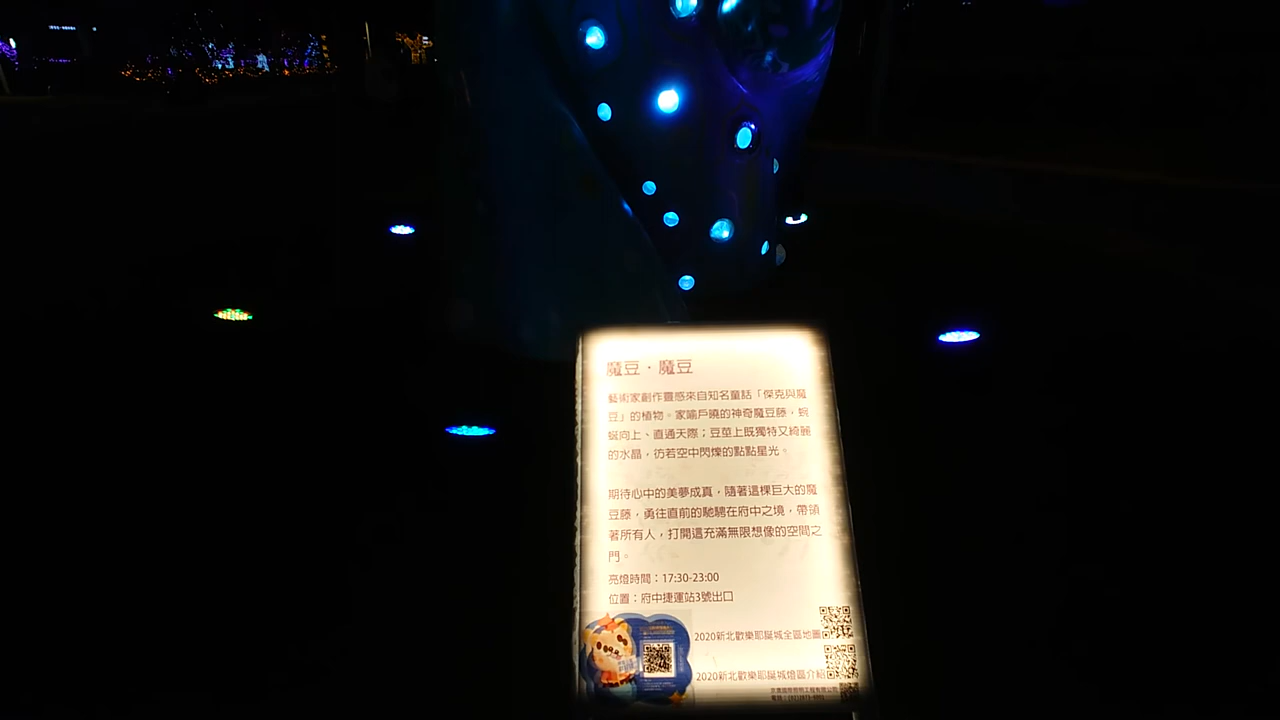 魔豆·魔豆
藝術家創作靈感來自知名童話「傑克與魔
豆」的植物。家喻戶曉的神奇魔豆藤，蜿
蜒向上、直通天際；豆莖上既獨特又綺麗
的水晶，彷若空中閃爍的點點星光。
期待心中的美夢成真，隨著這棵巨大的魔
豆藤，勇往直前的馳騁在府中之境，帶領
著所有人，打開這充滿無限想像的空間之
門。
亮燈時間：17:30-23:00
位置：府中捷運站3號出口
2020新北歡樂耶誕城全區地圖
2020新北歡樂耶誕城燈區介紹